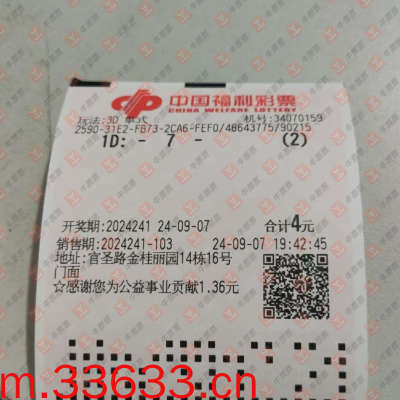 中国福利彩票
CHINA WELFARE LOTTERY
玩法:3D 单式 机号:34070159
2590-31E2-FB73-2CA6-FEF0/48643775/90215
1D: - 7 - (2)
开奖期:2024241 24-09-07 合计4元
销售期:2024241-103 24-09-07 19:42:45
地址:官圣路金桂丽园14栋16号
门面
☆感谢您为公益事业贡献1.36元
m.33633.cn